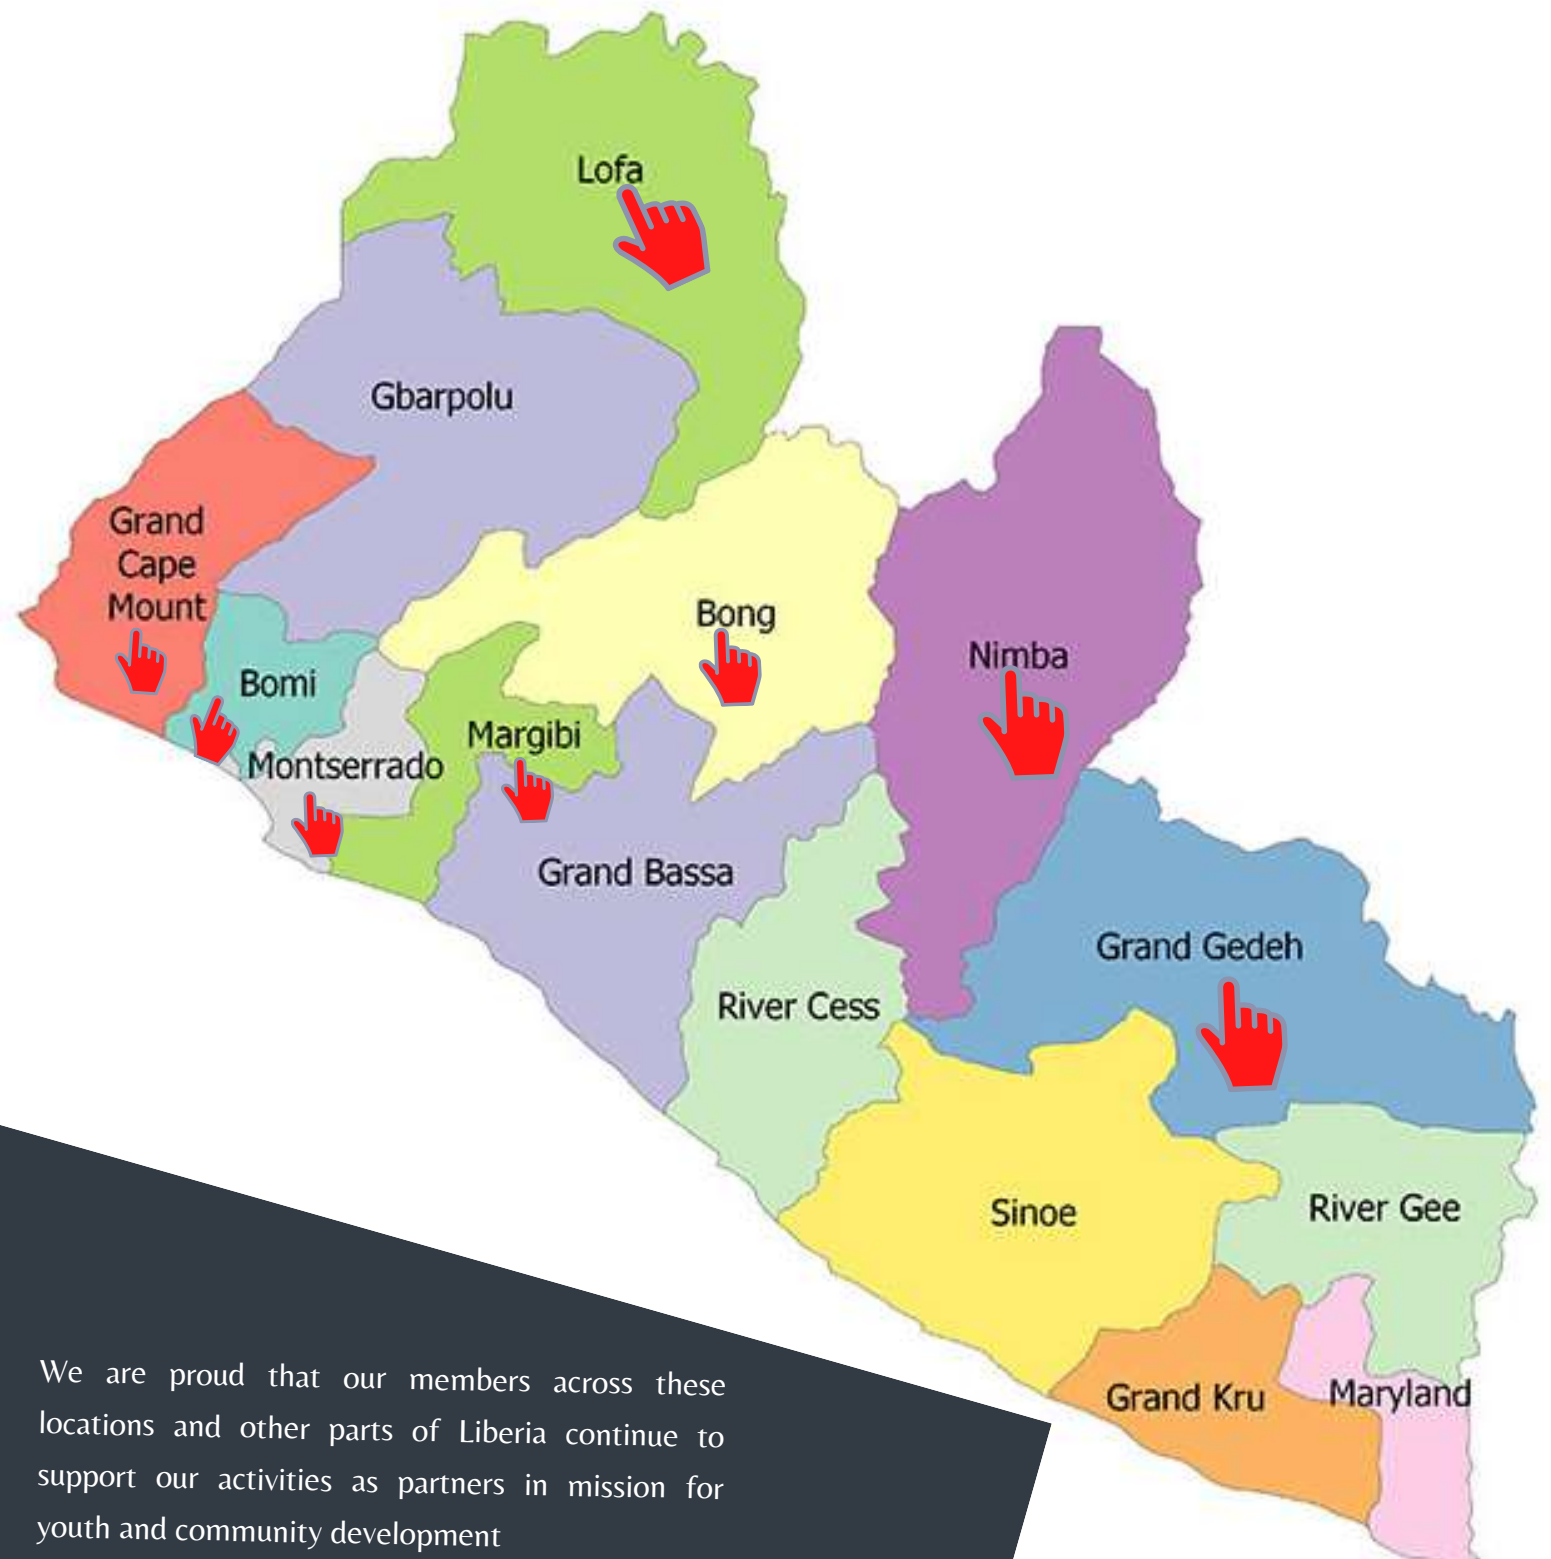 Lofa
Gbarpolu
Grand
Cape
Mount
Bong
Nimba
Bomi
Margibi
Montserrado
Grand Bassa
Grand Gedeh
River Cess
Sinoe
River Gee
Grand Kru
Maryland
We are proud that our members across these
locations and other parts of Liberia continue to
support our activities as partners in mission for
youth and community development